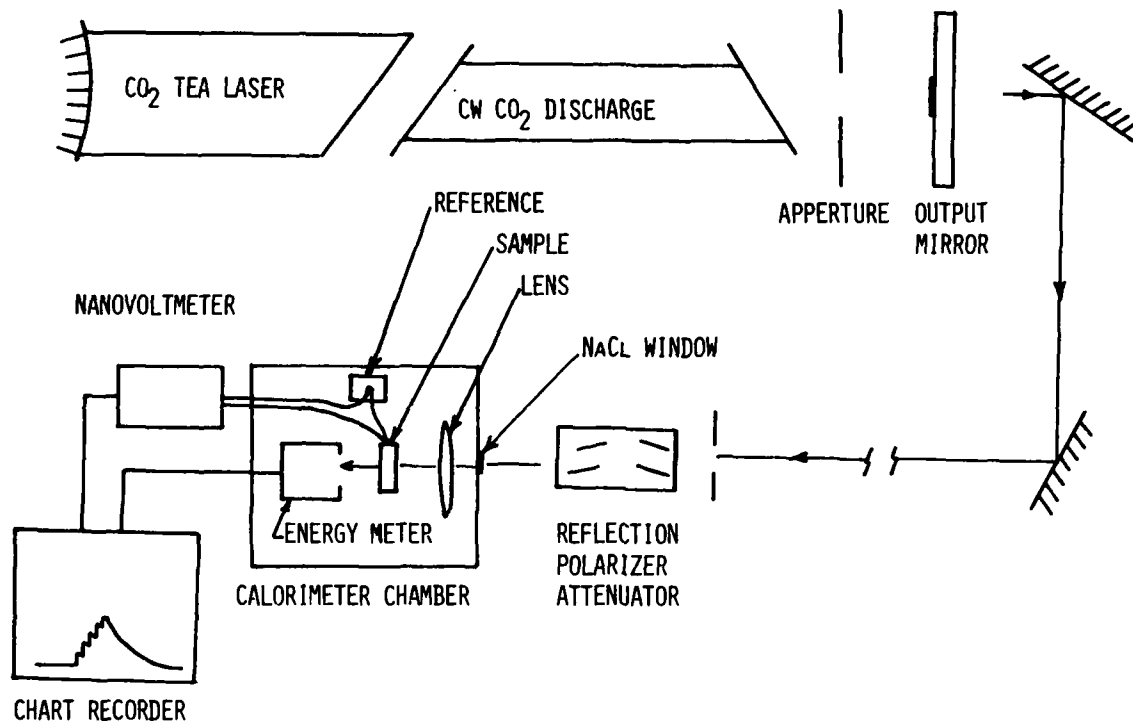 CO2 TEA LASER
CW CO2 DISCHARGE
APPERTURE
OUTPUT
MIRROR
REFERENCE
SAMPLE
LENS
NANOVOLTMETER
NACL WINDOW
ENERGY METER
CALORIMETER CHAMBER
REFLECTION
POLARIZER
ATTENUATOR
CHART RECORDER